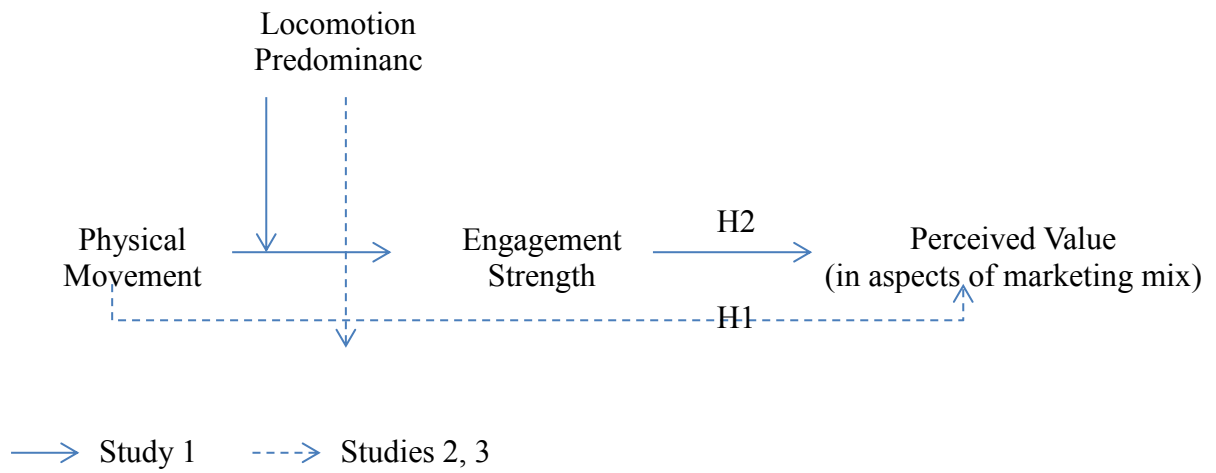 Locomotion
Predominanc
H2
Physical
Movement
Engagement
Strength
Perceived Value
(in aspects of marketing mix)
H1
Study 1
Studies 2, 3